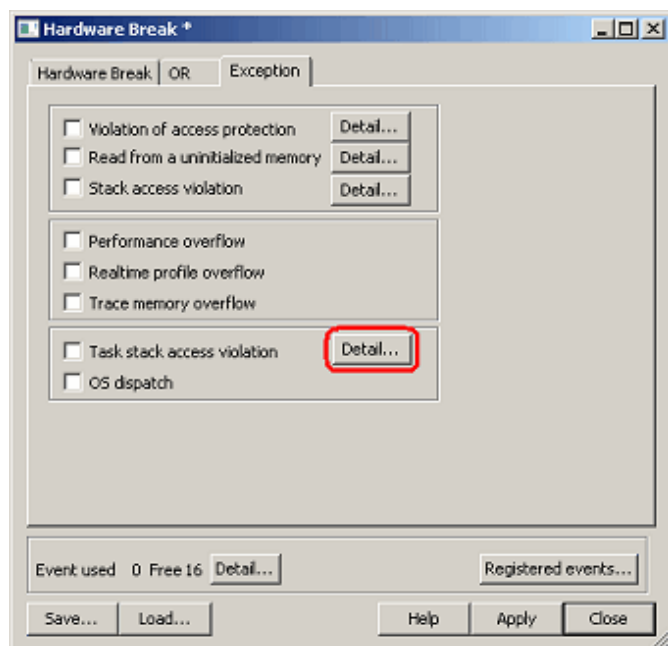 Hardware Break *
Hardware Break OR Exception
Violation of access protection Detail...
Read from a uninitialized memory Detail...
Stack access violation Detail...
Performance overflow
Realtime profile overflow
Trace memory overflow
Task stack access violation Detail...
OS dispatch
Event used 0 Free 16 Detail... Registered events...
Save... Load... Help Apply Close